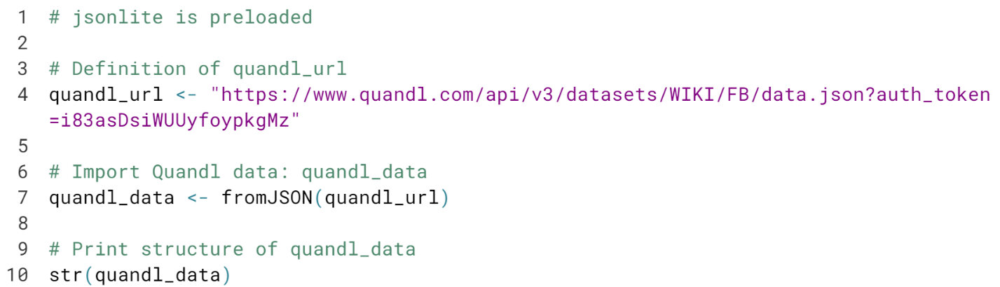 1 # jsonlite is preloaded
2
3 # Definition of quandl_url
4 quandl_url <- "https://www.quandl.com/api/v3/datasets/WIKI/FB/data.json?auth_token
=i83asDsiWUUyfoypkgMz"
5
6 # Import Quandl data: quandl_data
7 quandl_data <- fromJSON(quandl_url)
8
9 # Print structure of quandl_data
10 str(quandl_data)